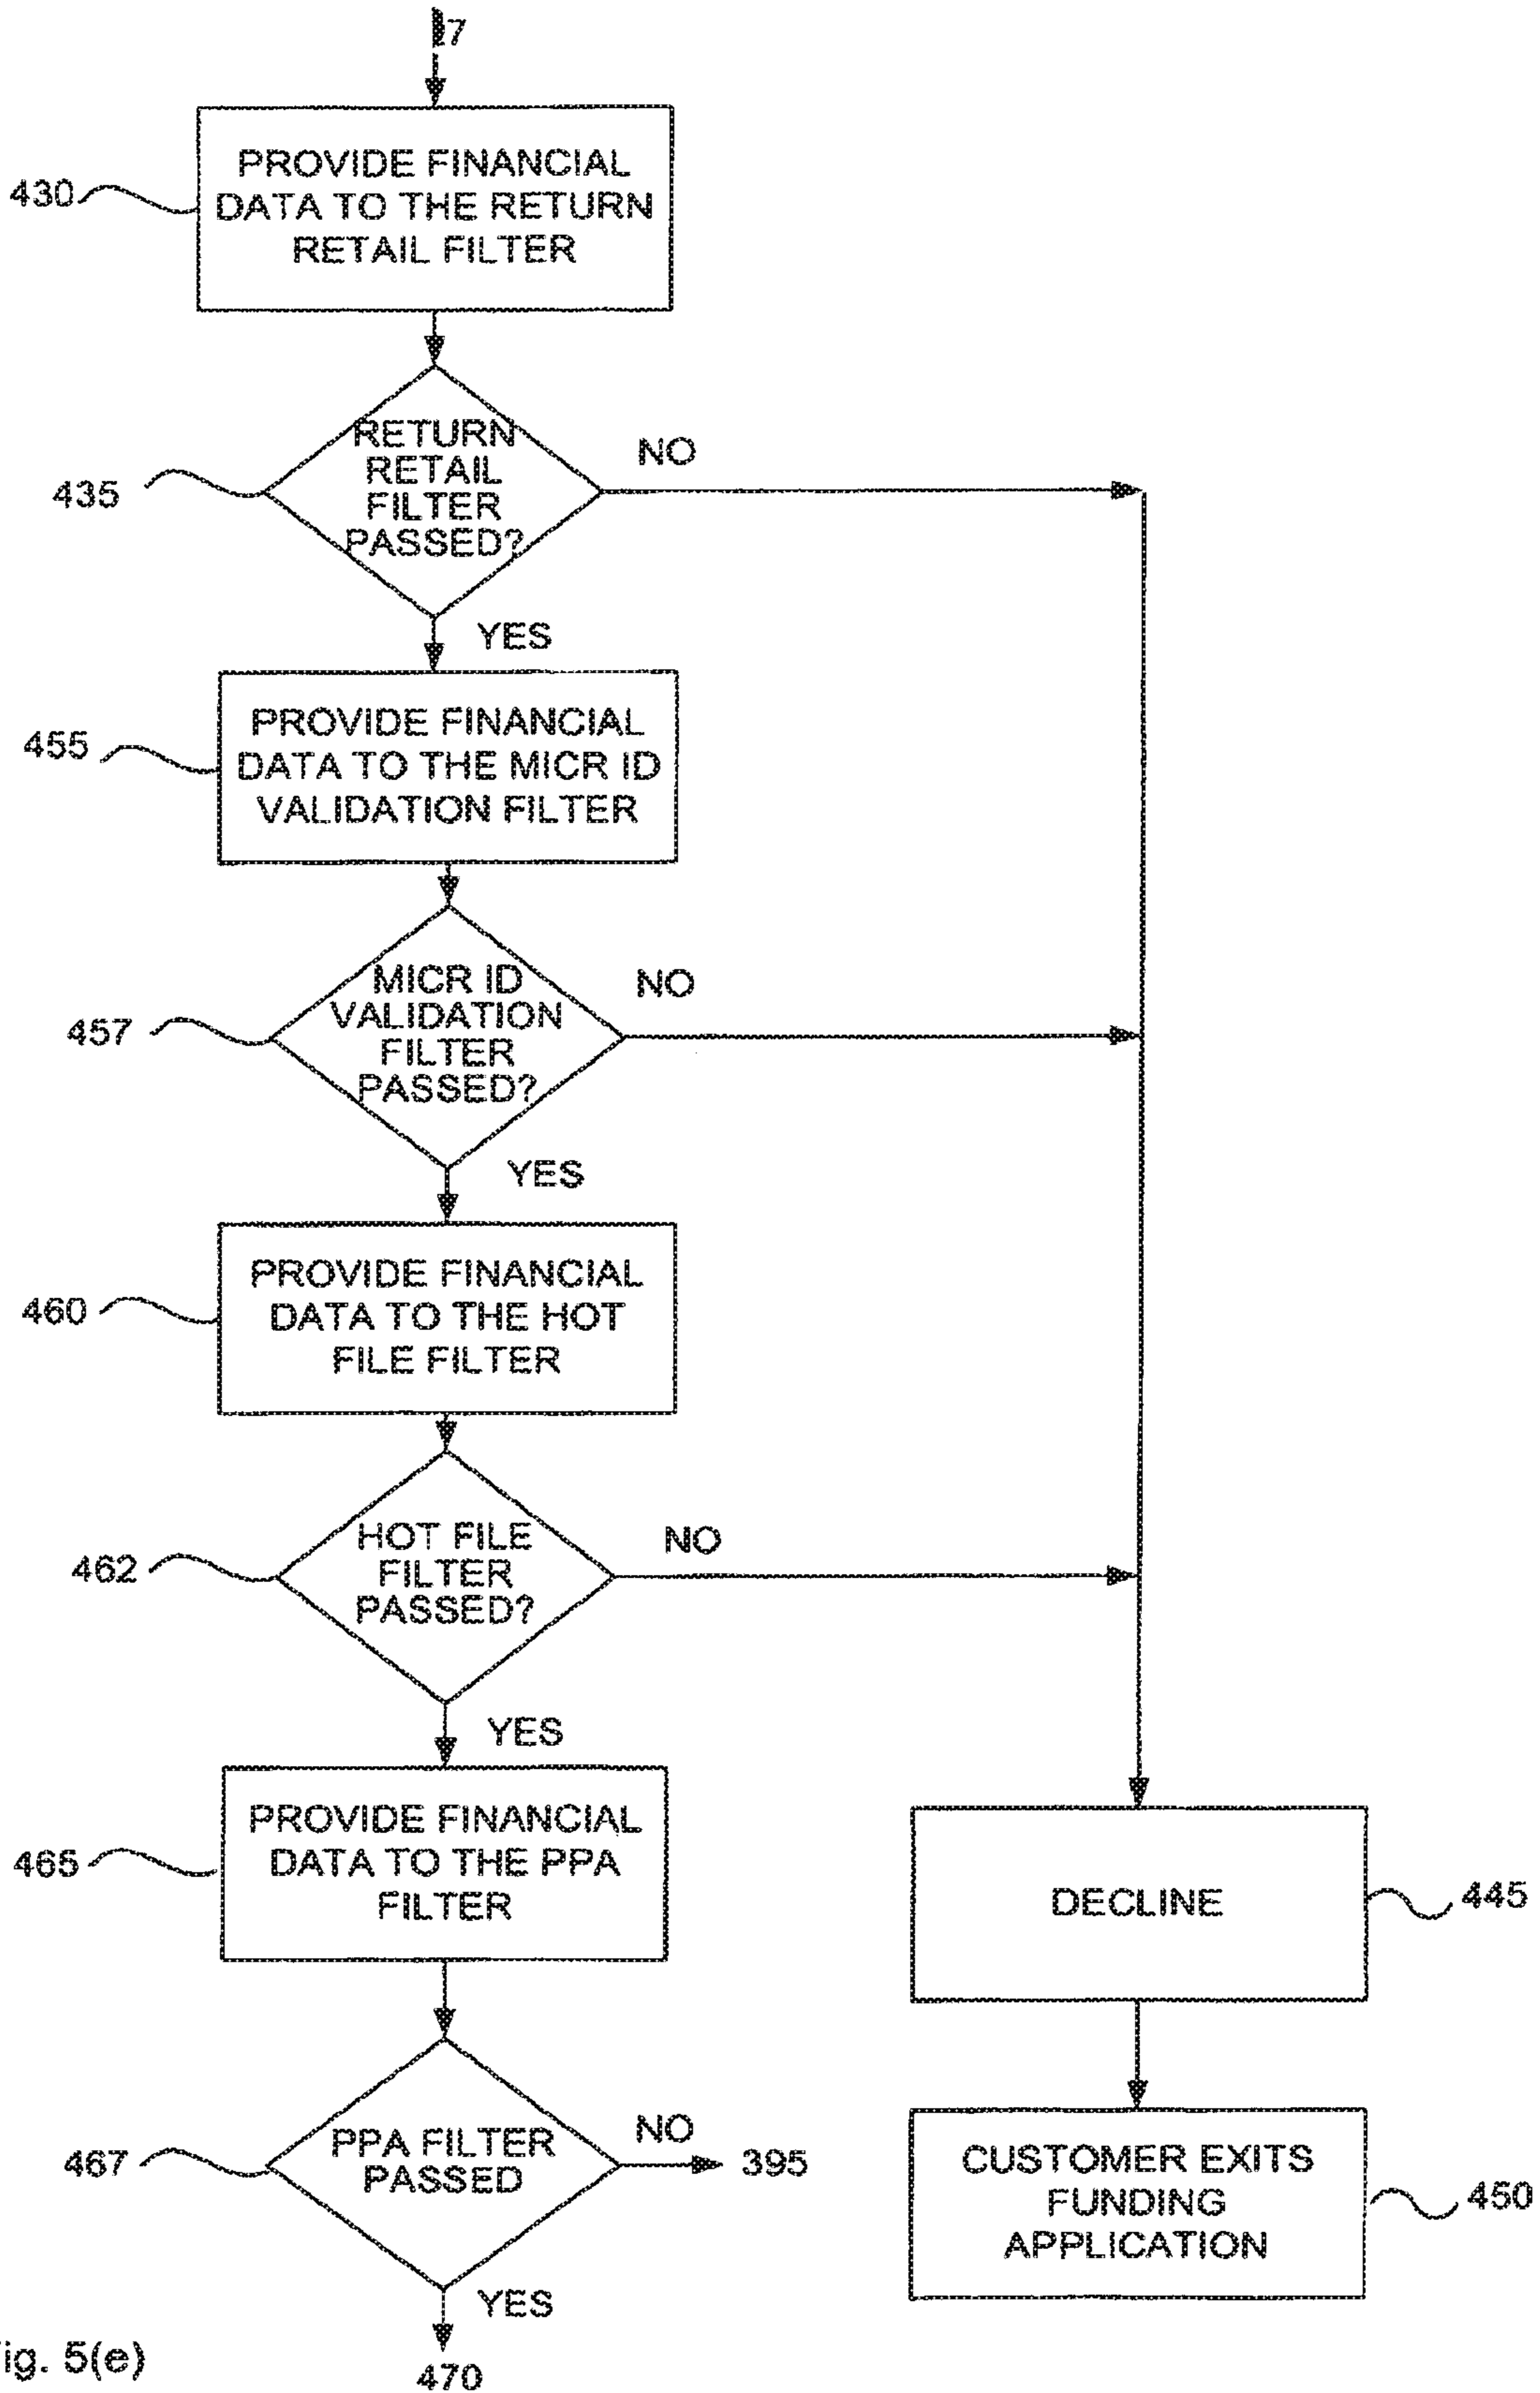 7
PROVIDE FINANCIAL
DATA TO THE RETURN
RETAIL FILTER
430
RETURN
RETAIL
FILTER
PASSED?
NO
435
YES
PROVIDE FINANCIAL
DATA TO THE MICR ID
VALIDATION FILTER
455
MICR ID
VALIDATION
FILTER
PASSED?
NO
457
YES
PROVIDE FINANCIAL
DATA TO THE HOT
FILE FILTER
460
HOT FILE
FILTER
PASSED?
NO
462
YES
PROVIDE FINANCIAL
DATA TO THE PPA
FILTER
465
DECLINE
445
PPA FILTER
PASSED
NO
395
467
CUSTOMER EXITS
FUNDING
APPLICATION
450
YES
470
ig. 5(e)